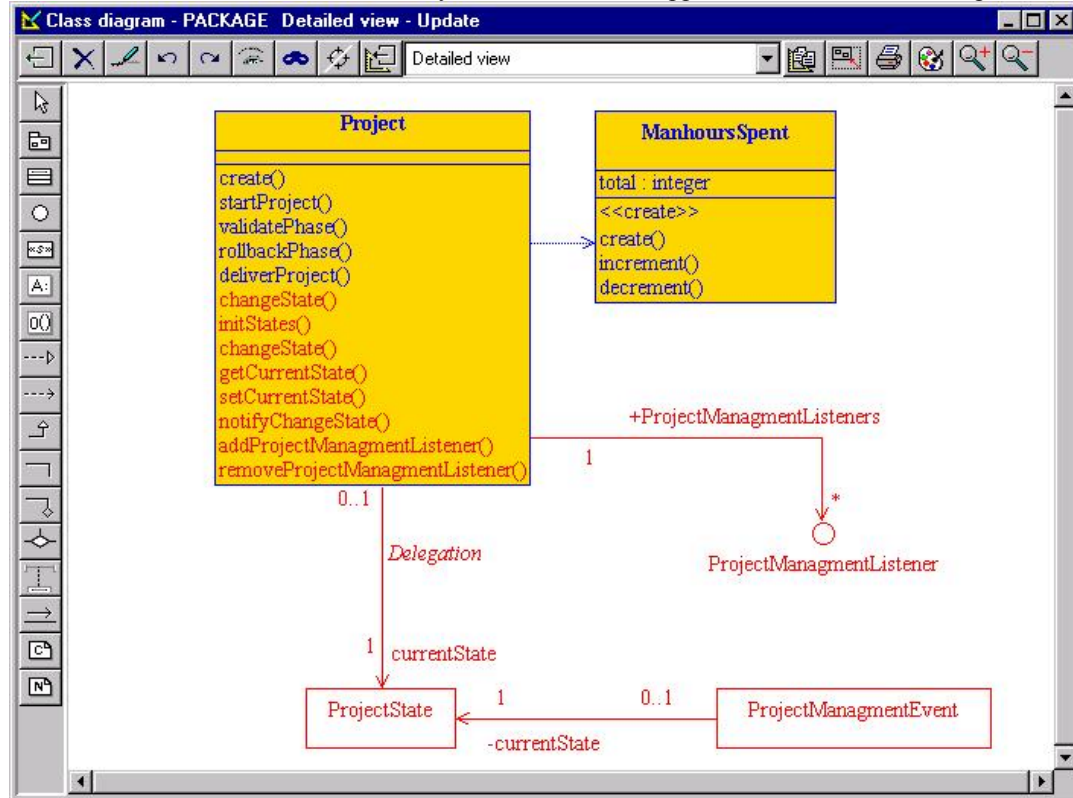 Class diagram - PACKAGE Detailed view - Update
Detailed view
Project
create()
startProject()
validatePhase()
rollbackPhase()
deliverProject()
changeState()
initStates()
changeState()
getCurrentState()
setCurrentState()
notifyChangeState()
addProjectManagmentListener()
removeProjectManagmentListener()
ManhoursSpent
total : integer
<<create>>
create()
increment()
decrement()
+ProjectManagmentListeners
1
*
ProjectManagmentListener
0..1
Delegation
1
currentState
ProjectState
1
0..1
-currentState
ProjectManagmentEvent
«s»
A:
0()
C
N